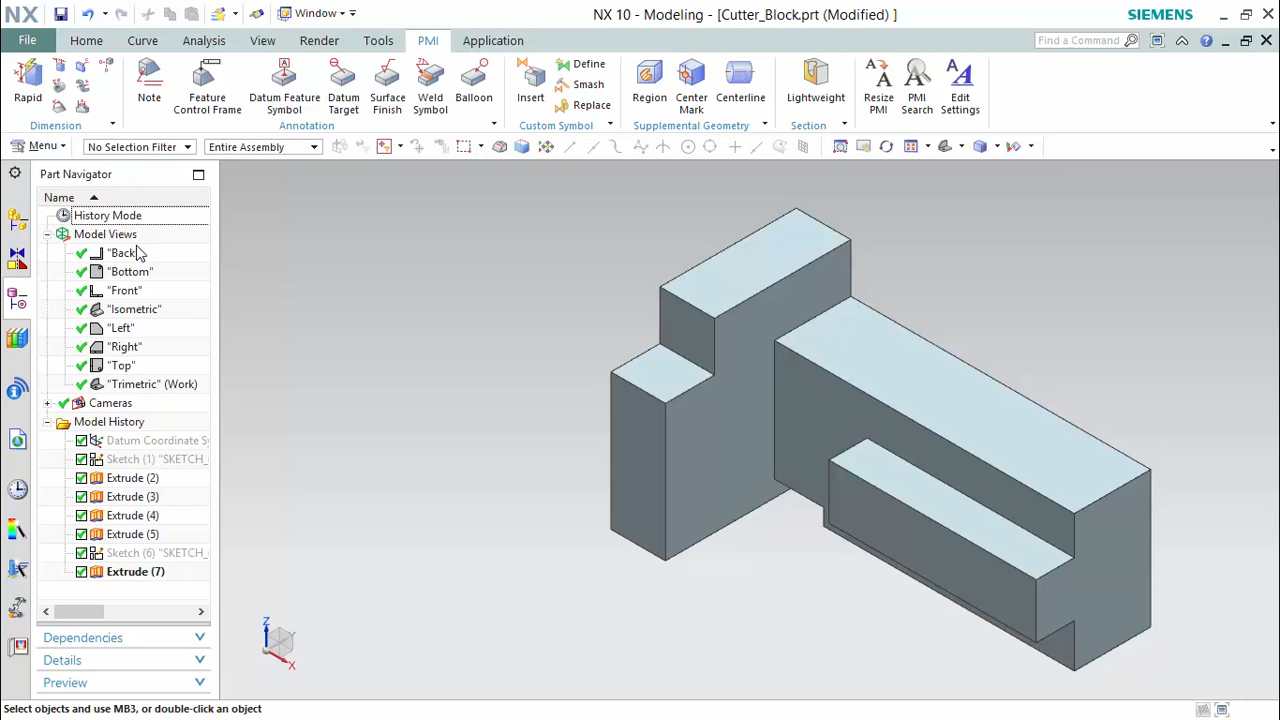 NX
Window
NX 10 - Modeling - [Cutter_Block.prt (Modified) ]
SIEMENS
File Home Curve Analysis View Render Tools PMI Application
Find a Command
Rapid
Note
Feature
Control Frame
Datum Feature
Symbol
Datum
Target
Surface
Finish
Weld
Symbol
Balloon
Insert
Define
Smash
Replace
Region
Center
Mark
Centerline
Lightweight
Resize
PMI
PMI
Search
Edit
Settings
Dimension
Annotation
Custom Symbol
Supplemental Geometry
Section
Menu
No Selection Filter
Entire Assembly
Part Navigator
Name
History Mode
Model Views
"Back
"Bottom"
"Front"
"Isometric"
"Left"
"Right"
"Top"
"Trimetric" (Work)
Cameras
Model History
Datum Coordinate Sy
Sketch (1) "SKETCH_
Extrude (2)
Extrude (3)
Extrude (4)
Extrude (5)
Sketch (6) "SKETCH_
Extrude (7)
Dependencies
Details
Preview
Z
Y
X
Select objects and use MB3, or double-click an object